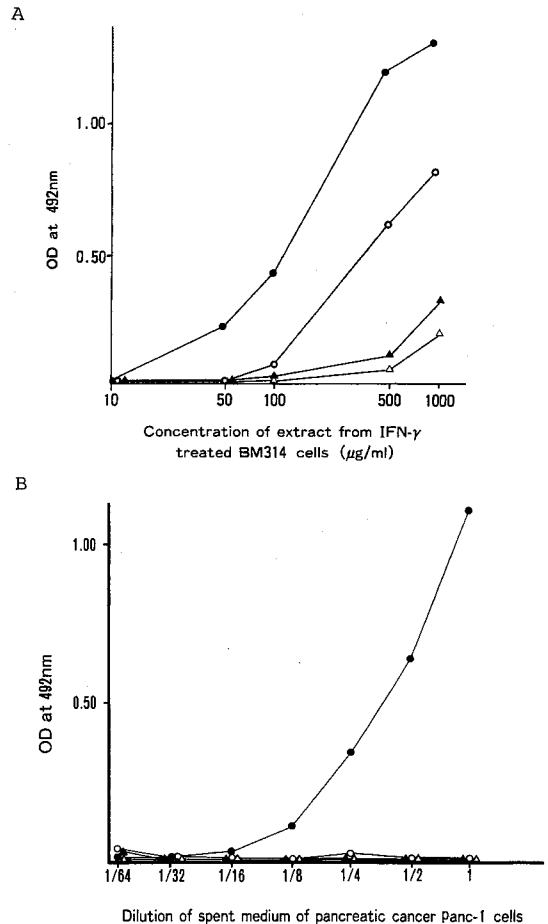 A
1.00
0.50
OD at 492nm
10 50 100 500 1000
Concentration of extract from IFN-γ
treated BM314 cells (μg/ml)
B
1.00
0.50
OD at 492nm
1/64 1/32 1/16 1/8 1/4 1/2 1
Dilution of spent medium of pancreatic cancer Panc-1 cells